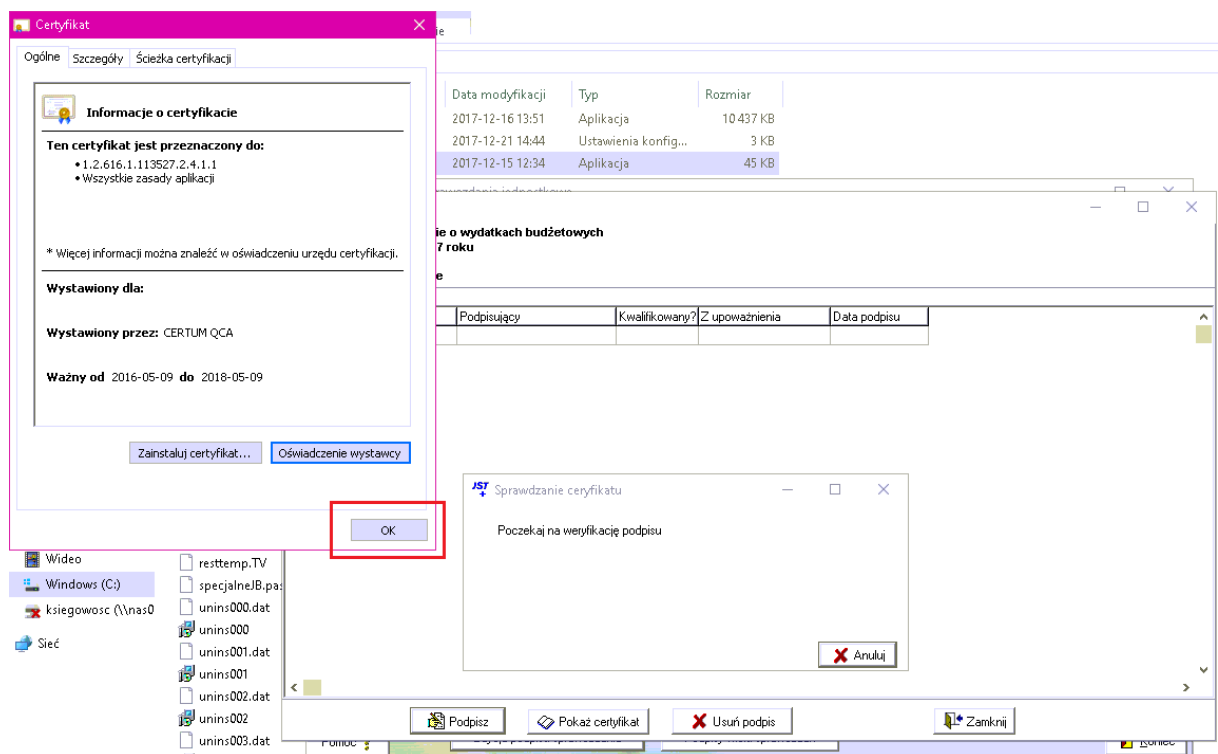 Certyfikat
ie
Ogólne Szczegóły Ścieżka certyfikacji
Informacje o certyfikacie
Ten certyfikat jest przeznaczony do:
•1.2.616.1.113527.2.4.1.1
•Wszystkie zasady aplikacji
* Więcej informacji można znaleźć w oświadczeniu urzędu certyfikacji.
Wystawiony dla:
Wystawiony przez: CERTUM QCA
Ważny od 2016-05-09 do 2018-05-09
Zainstaluj certyfikat... Oświadczenie wystawcy
OK
Data modyfikacji Typ Rozmiar
2017-12-16 13:51 Aplikacja 10 437 KB
2017-12-21 14:44 Ustawienia konfig... 3 KB
2017-12-15 12:34 Aplikacja 45 KB
ie o wydatkach budżetowych
7 roku
e
Podpisujący Kwalifikowany? Z upoważnienia Data podpisu
JST+ Sprawdzanie ceryfikatu
Poczekaj na weryfikację podpisu
Anuluj
Wideo
Windows (C:)
ksiegowosc (\\nas0
Sieć
resttemp.TV
specjalneJB.pa
unins000.dat
unins000
unins001.dat
unins001
unins002.dat
unins002
unins003.dat
Podpisz Pokaż certyfikat Usuń podpis Zamknij
Pomoc Koniec